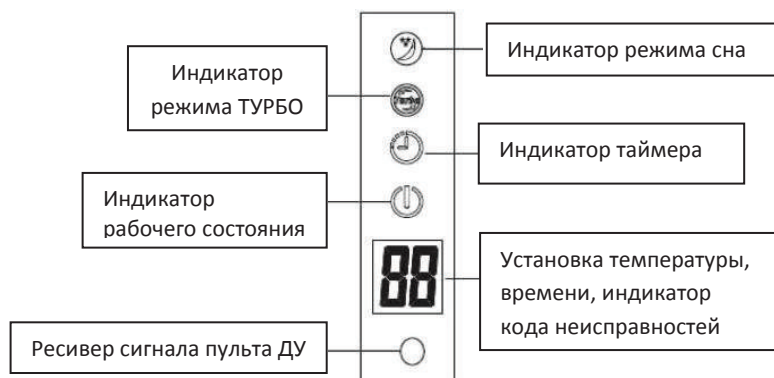 Индикатор режима сна
Индикатор
режима ТУРБО
Индикатор таймера
Индикатор
рабочего состояния
88
Установка температуры,
времени, индикатор
кода неисправностей
Ресивер сигнала пульта ДУ